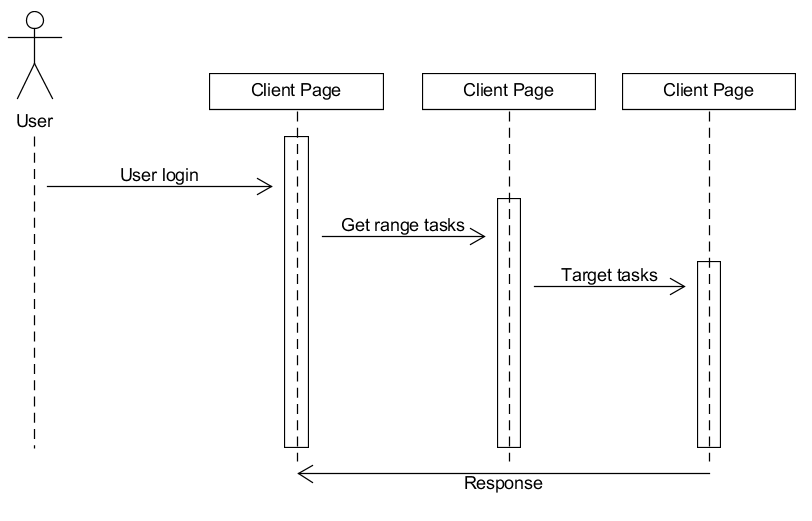 Client Page
Client Page
Client Page
User
User login
Get range tasks
Target tasks
Response